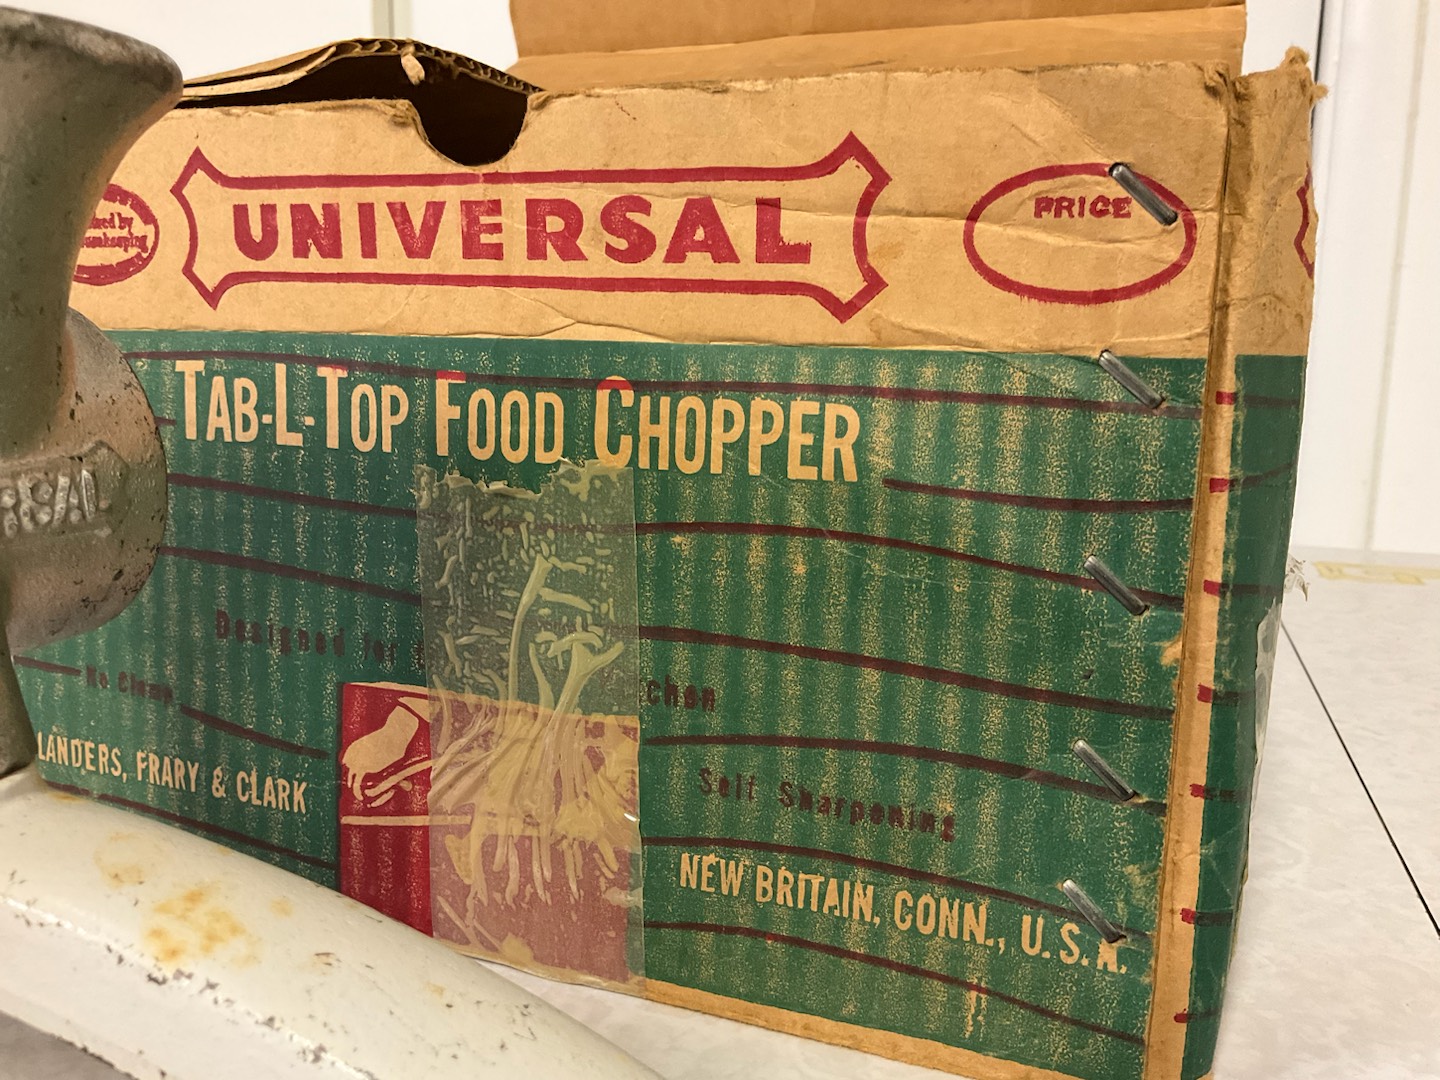 UNIVERSAL
PRICE
TAB-L-TOP FOOD CHOPPER
Designed for
chen
No Clamp
LANDERS, FRARY & CLARK
Self Sharpening
NEW BRITAIN, CONN., U.S.A.